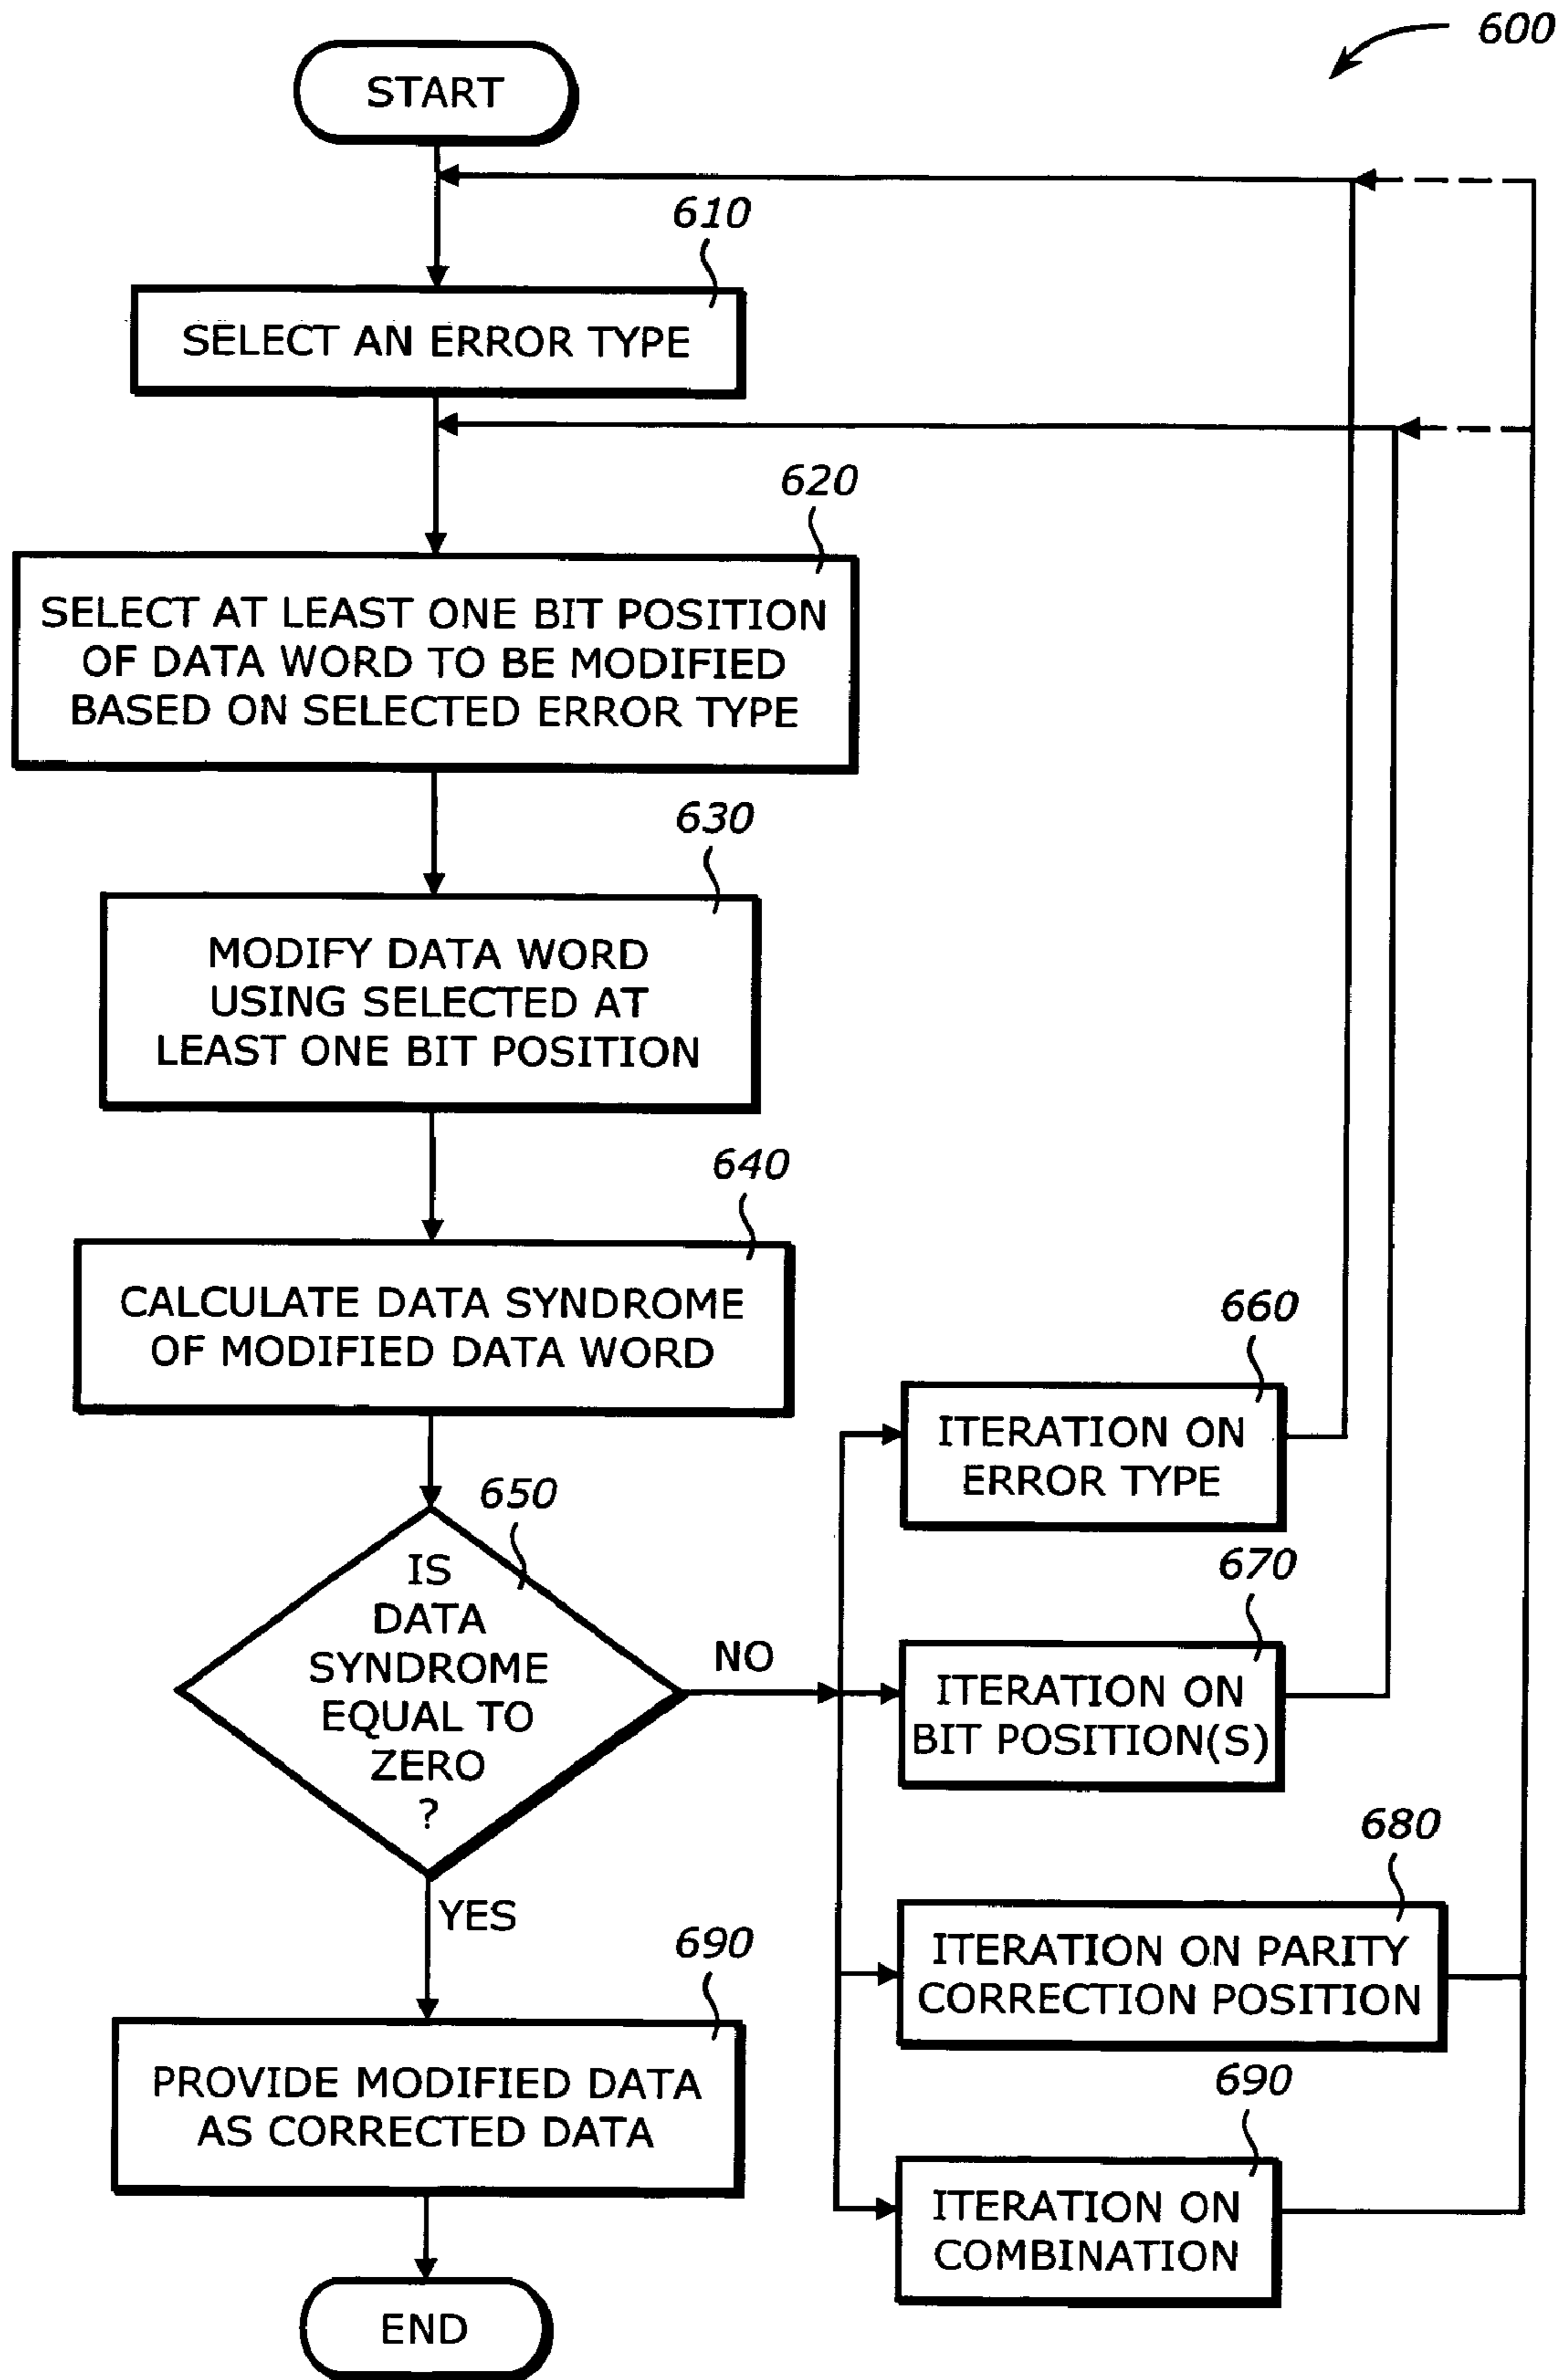 600
START
610
SELECT AN ERROR TYPE
620
SELECT AT LEAST ONE BIT POSITION
OF DATA WORD TO BE MODIFIED
BASED ON SELECTED ERROR TYPE
630
MODIFY DATA WORD
USING SELECTED AT
LEAST ONE BIT POSITION
640
CALCULATE DATA SYNDROME
OF MODIFIED DATA WORD
650
IS
DATA
SYNDROME
EQUAL TO
ZERO
?
NO
YES
660
ITERATION ON
ERROR TYPE
670
ITERATION ON
BIT POSITION(S)
680
ITERATION ON PARITY
CORRECTION POSITION
690
ITERATION ON
COMBINATION
690
PROVIDE MODIFIED DATA
AS CORRECTED DATA
END